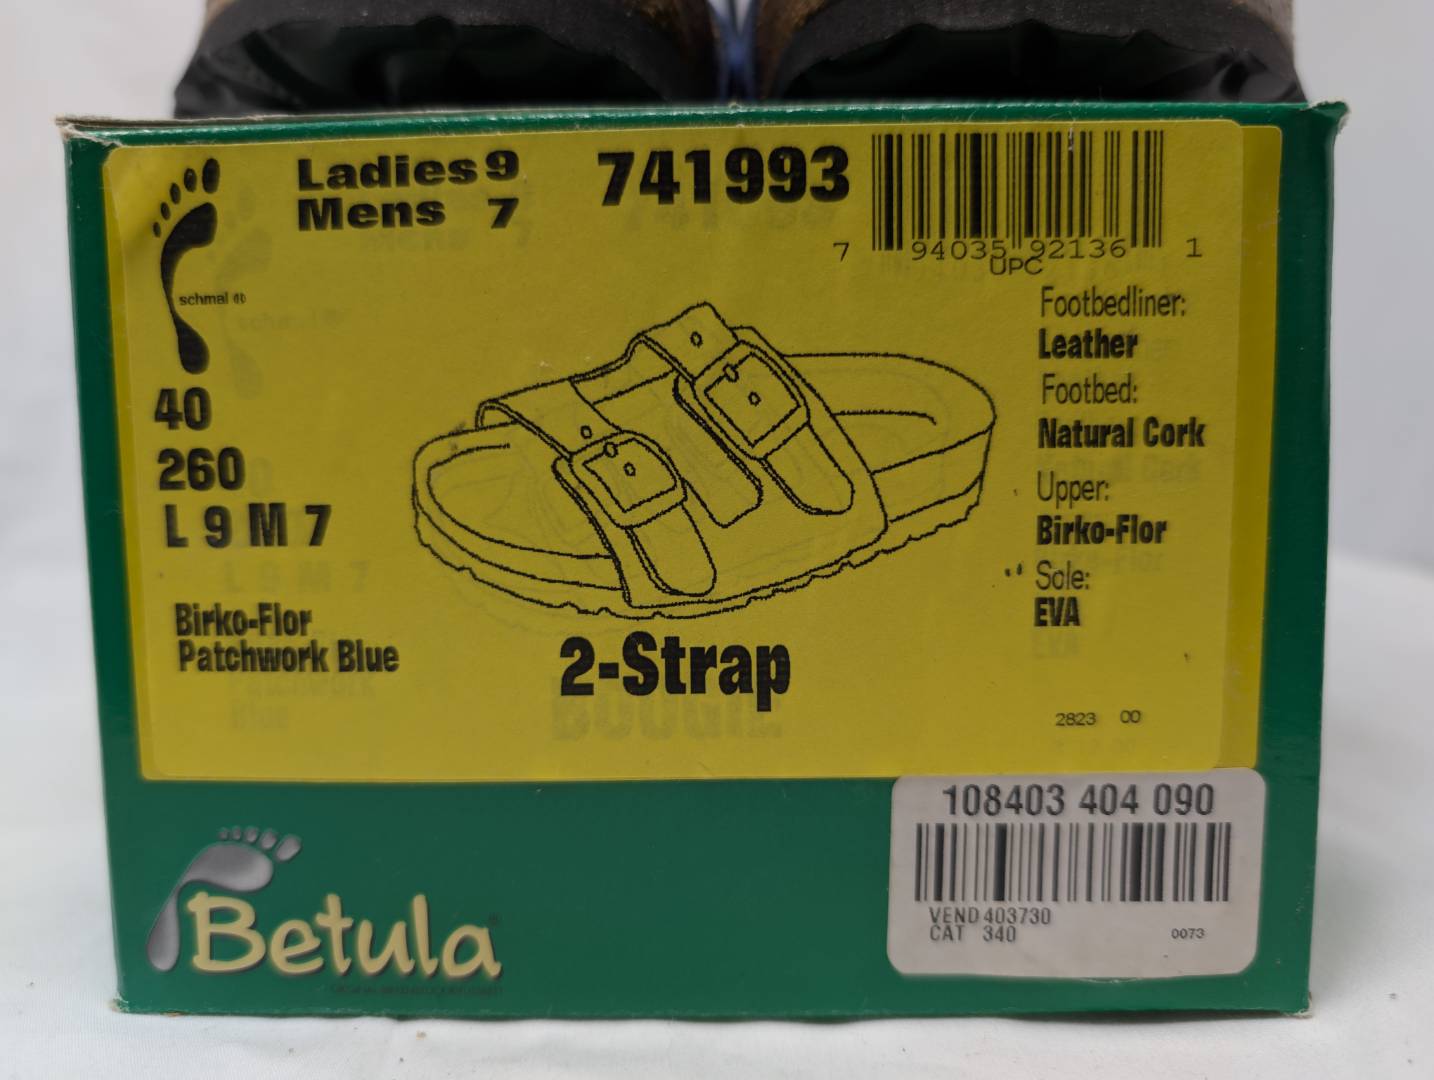 Ladies 9
Mens 7
741993
7 94035 92136 1
UPC
schmal
40
260
L 9 M 7
Birko-Flor
Patchwork Blue
2-Strap
BOOGIE
Footbedliner:
Leather
Footbed:
Natural Cork
Upper:
Birko-Flor
Sole:
EVA
2823 00
108403 404 090
VEND 403730
CAT 340
0073
Betula